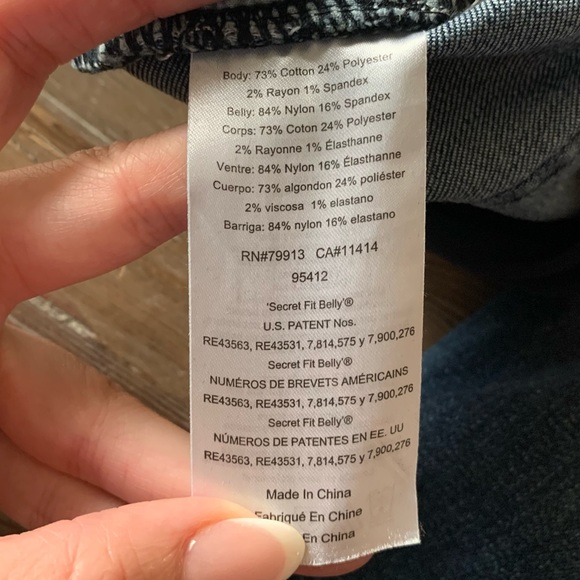 Body: 73% Cotton 24% Polyester
2% Rayon 1% Spandex
Belly: 84% Nylon 16% Spandex
Corps: 73% Coton 24% Polyester
2% Rayonne 1% Élasthanne
Ventre: 84% Nylon 16% Élasthanne
Cuerpo: 73% algondon 24% poliéster
2% viscosa 1% elastano
Barriga: 84% nylon 16% elastano
RN#79913 CA#11414
95412
'Secret Fit Belly'®
U.S. PATENT Nos.
RE43563, RE43531, 7,814,575 y 7,900,276
Secret Fit Belly'®
NUMÉROS DE BREVETS AMÉRICAINS
RE43563, RE43531, 7,814,575 y 7,900,276
Secret Fit Belly'®
NÚMEROS DE PATENTES EN EE. UU
RE43563, RE43531, 7,814,575 y 7,900,276
Made In China
Fabriqué En Chine
En China